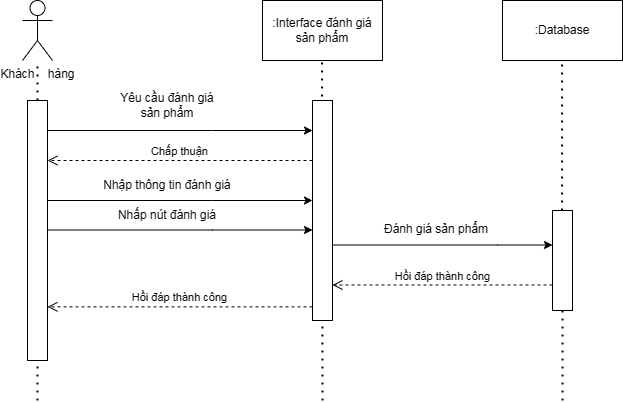 :Interface đánh giá
sản phẩm
:Database
Khách hàng
Yêu cầu đánh giá
sản phẩm
Chấp thuận
Nhập thông tin đánh giá
Nhấp nút đánh giá
Đánh giá sản phẩm
Hồi đáp thành công
Hồi đáp thành công